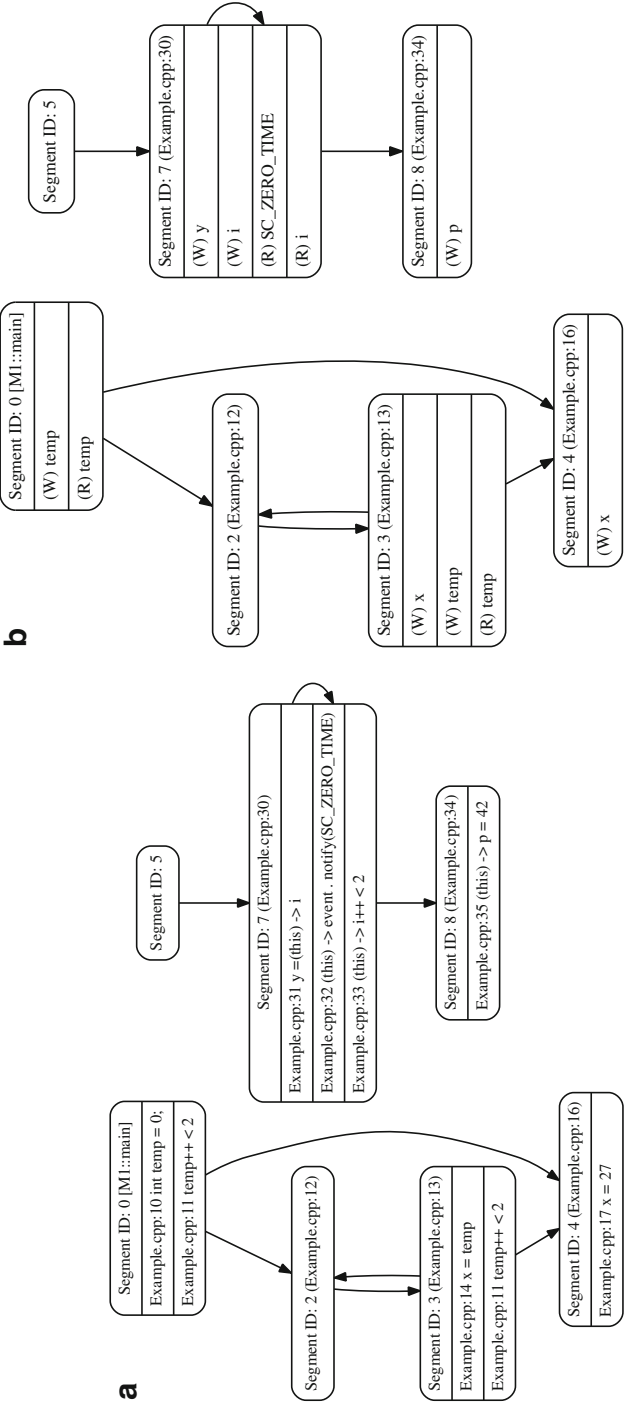 a
Segment ID: 0 [M1::main]
Example.cpp:10 int temp = 0;
Example.cpp:11 temp++ < 2
Segment ID: 2 (Example.cpp:12)
Segment ID: 3 (Example.cpp:13)
Example.cpp:14 x = temp
Example.cpp:11 temp++ < 2
Segment ID: 4 (Example.cpp:16)
Example.cpp:17 x = 27
Segment ID: 5
Segment ID: 7 (Example.cpp:30)
Example.cpp:31 y =(this) -> i
Example.cpp:32 (this) -> event . notify(SC_ZERO_TIME)
Example.cpp:33 (this) -> i++ < 2
Segment ID: 8 (Example.cpp:34)
Example.cpp:35 (this) -> p = 42
b
Segment ID: 0 [M1::main]
(W) temp
(R) temp
Segment ID: 2 (Example.cpp:12)
Segment ID: 3 (Example.cpp:13)
(W) x
(W) temp
(R) temp
Segment ID: 4 (Example.cpp:16)
(W) x
Segment ID: 5
Segment ID: 7 (Example.cpp:30)
(W) y
(W) i
(R) SC_ZERO_TIME
(R) i
Segment ID: 8 (Example.cpp:34)
(W) p